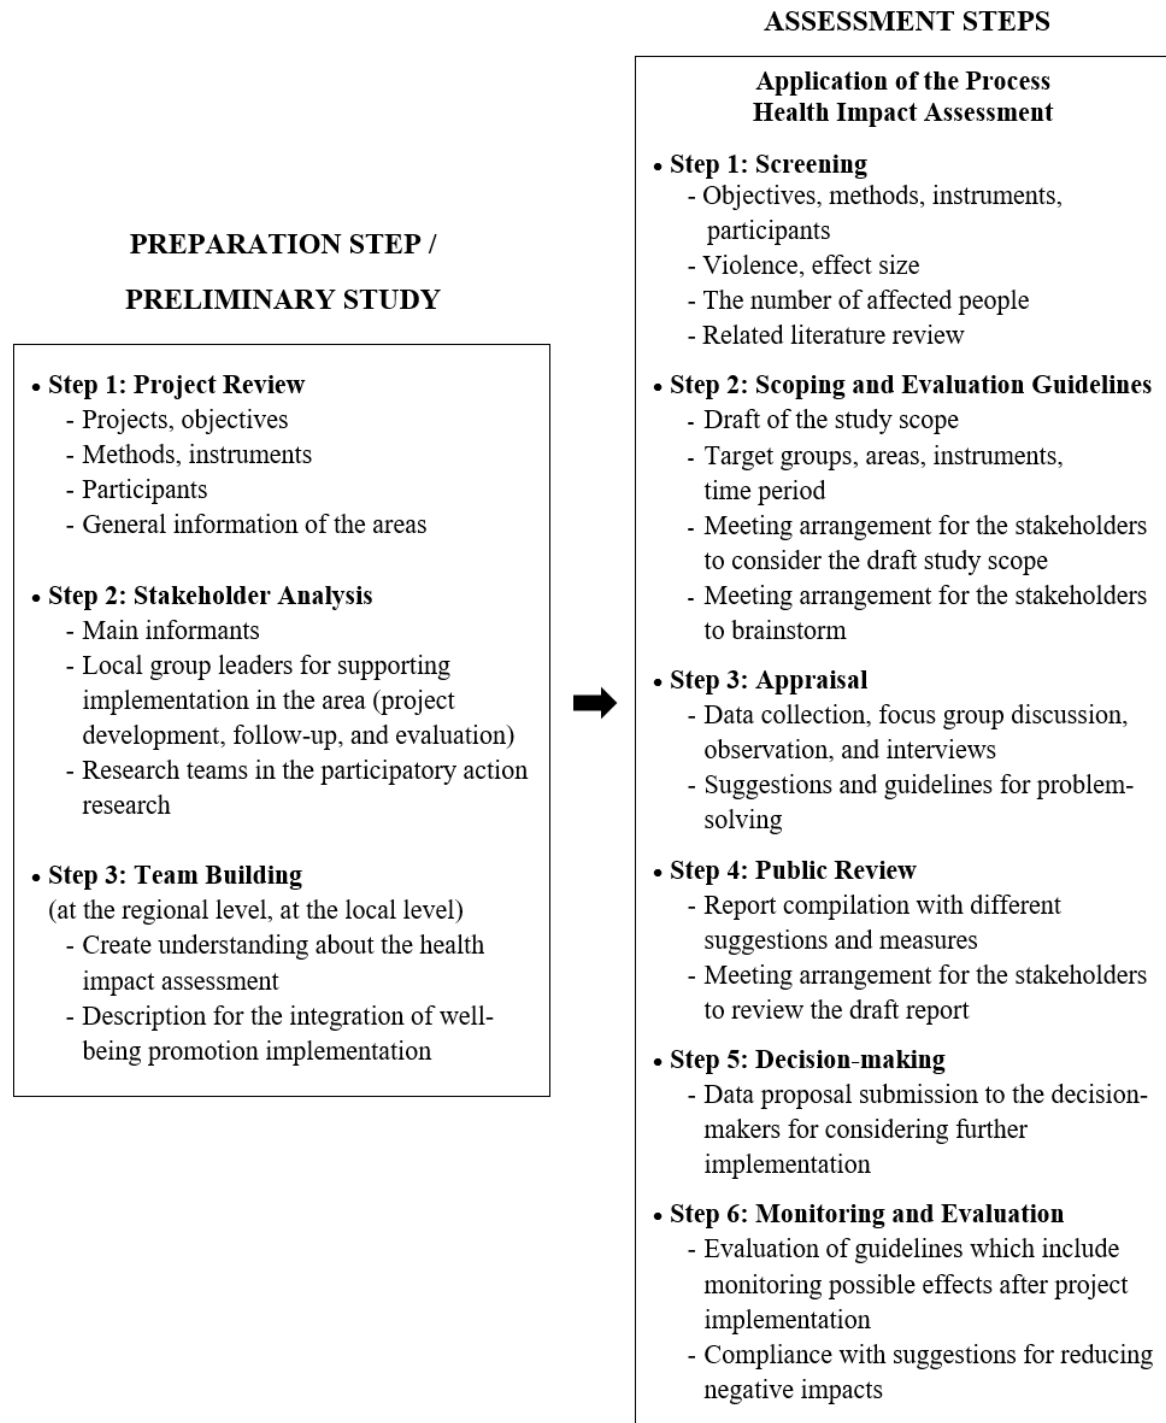 PREPARATION STEP /
PRELIMINARY STUDY
• Step 1: Project Review
- Projects, objectives
- Methods, instruments
- Participants
- General information of the areas
• Step 2: Stakeholder Analysis
- Main informants
- Local group leaders for supporting
implementation in the area (project
development, follow-up, and evaluation)
- Research teams in the participatory action
research
• Step 3: Team Building
(at the regional level, at the local level)
- Create understanding about the health
impact assessment
- Description for the integration of well-
being promotion implementation
ASSESSMENT STEPS
Application of the Process
Health Impact Assessment
• Step 1: Screening
- Objectives, methods, instruments,
participants
- Violence, effect size
- The number of affected people
- Related literature review
• Step 2: Scoping and Evaluation Guidelines
- Draft of the study scope
- Target groups, areas, instruments,
time period
- Meeting arrangement for the stakeholders
to consider the draft study scope
- Meeting arrangement for the stakeholders
to brainstorm
• Step 3: Appraisal
- Data collection, focus group discussion,
observation, and interviews
- Suggestions and guidelines for problem-
solving
• Step 4: Public Review
- Report compilation with different
suggestions and measures
- Meeting arrangement for the stakeholders
to review the draft report
• Step 5: Decision-making
- Data proposal submission to the decision-
makers for considering further
implementation
• Step 6: Monitoring and Evaluation
- Evaluation of guidelines which include
monitoring possible effects after project
implementation
- Compliance with suggestions for reducing
negative impacts